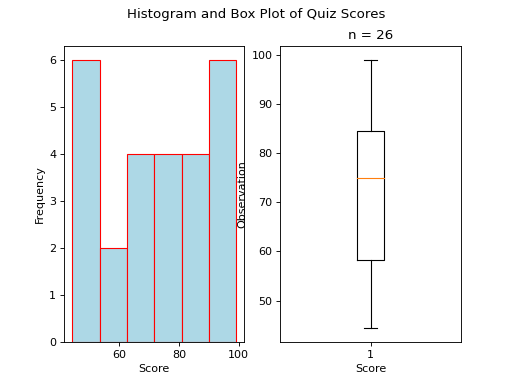 Histogram and Box Plot of Quiz Scores
n = 26
6
5
4
3
2
1
0
Frequency
60 80 100
Score
100
90
80
70
60
50
Observation
1
Score